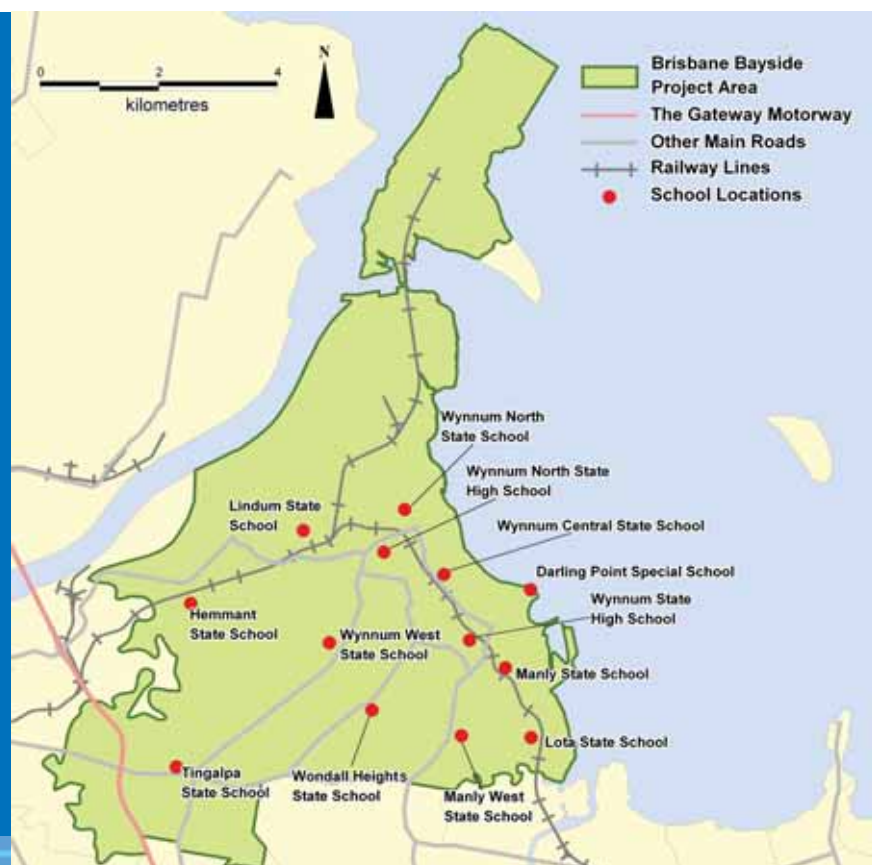 0 2 4
kilometres
N
Brisbane Bayside
Project Area
The Gateway Motorway
Other Main Roads
Railway Lines
School Locations
Wynnum North
State School
Wynnum North State
High School
Lindum State
School
Wynnum Central State School
Darling Point Special School
Wynnum State
High School
Hemmant
State School
Wynnum West
State School
Manly State School
Lota State School
Tingalpa
State School
Wondall Heights
State School
Manly West
State School